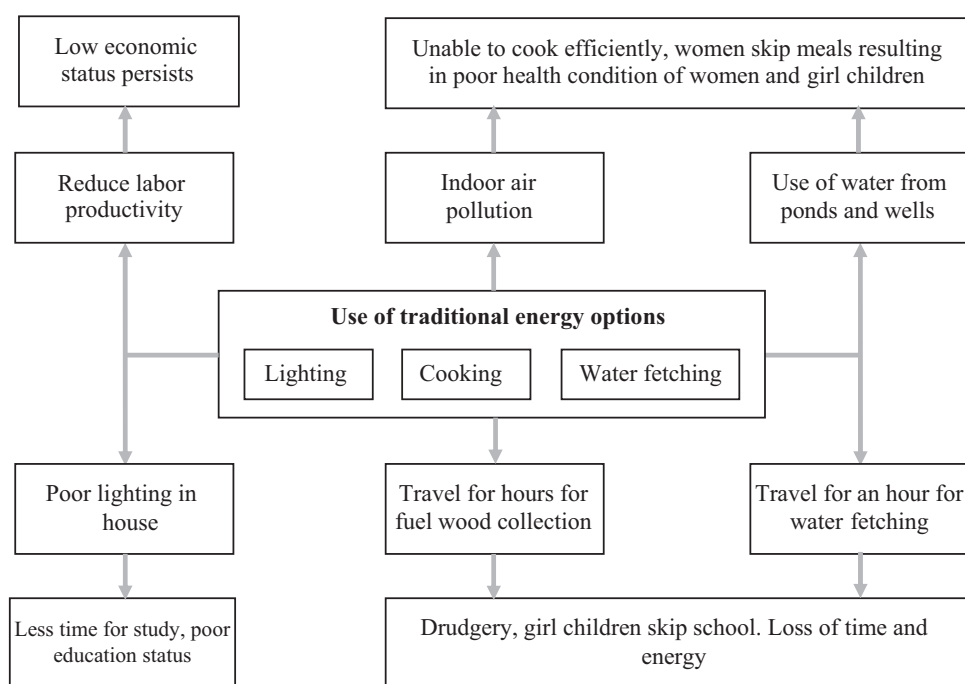 Low economic
status persists
Unable to cook efficiently, women skip meals resulting
in poor health condition of women and girl children
Reduce labor
productivity
Indoor air
pollution
Use of water from
ponds and wells
Use of traditional energy options
Lighting
Cooking
Water fetching
Poor lighting in
house
Travel for hours for
fuel wood collection
Travel for an hour for
water fetching
Less time for study, poor
education status
Drudgery, girl children skip school. Loss of time and
energy